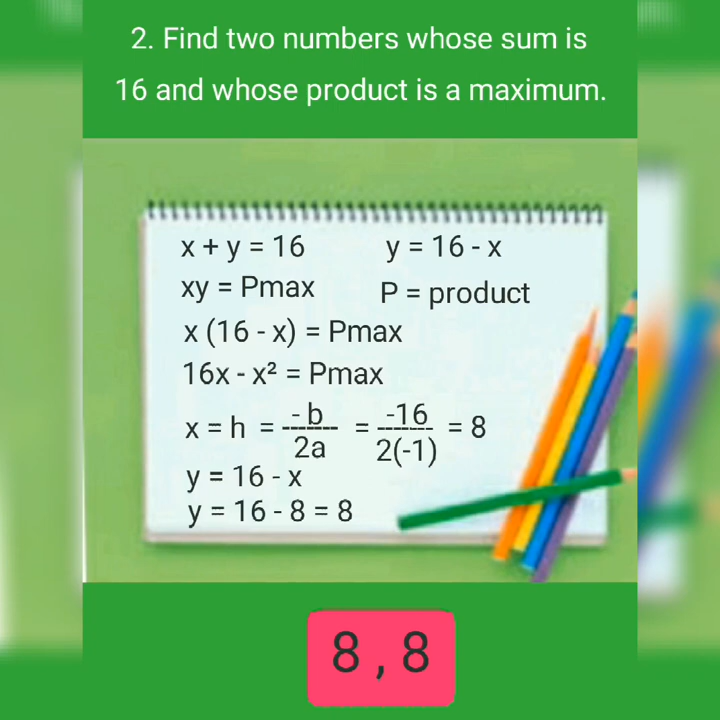 2. Find two numbers whose sum is
16 and whose product is a maximum.
x + y = 16 y = 16 - x
xy = Pmax P = product
x (16 - x) = Pmax
16x - x² = Pmax
x = h = -b/2a = -16/2(-1) = 8
y = 16 - x
y = 16 - 8 = 8
8 , 8